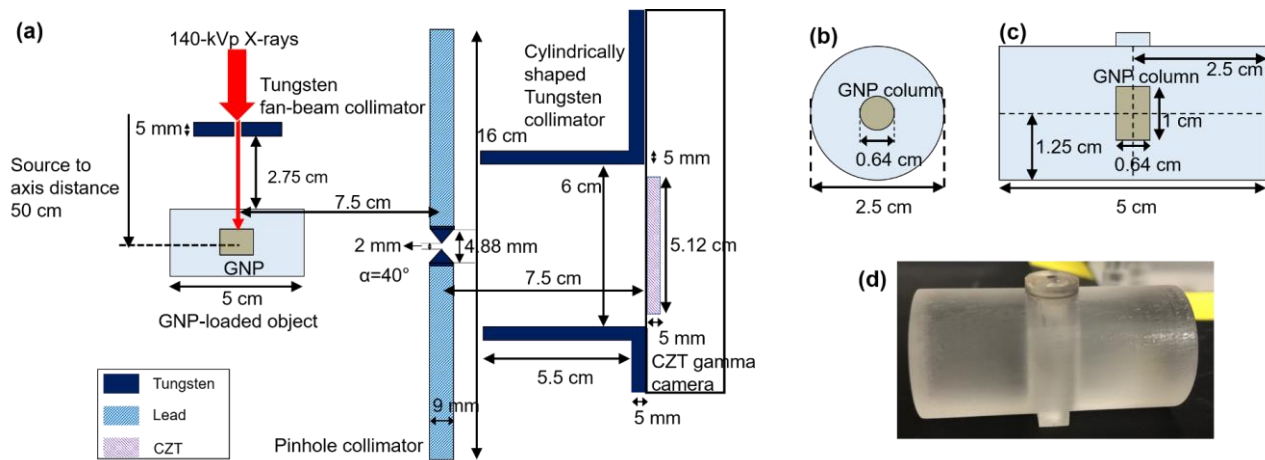 (a)
140-kVp X-rays
Tungsten
fan-beam collimator
5 mm
Source to
axis distance
50 cm
2.75 cm
7.5 cm
GNP
5 cm
GNP-loaded object
2 mm
α=40°
4.88 mm
16 cm
9 mm
Pinhole collimator
Cylindrically
shaped
Tungsten
collimator
5 mm
6 cm
5.12 cm
7.5 cm
5 mm
CZT gamma
camera
5.5 cm
5 mm
Tungsten
Lead
CZT
(b)
GNP column
0.64 cm
2.5 cm
(c)
2.5 cm
GNP column
1 cm
1.25 cm
0.64 cm
5 cm
(d)